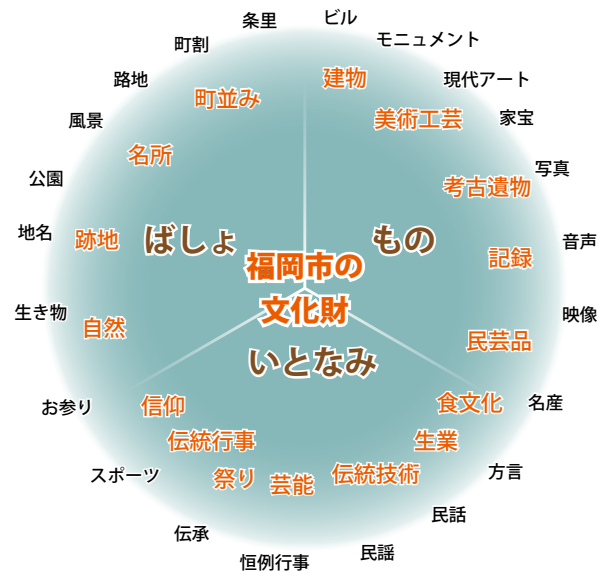 条里
ビル
町割
モニュメント
路地
町並み
建物
現代アート
風景
美術工芸
家宝
名所
写真
公園
考古遺物
地名
跡地
ばしょ
もの
音声
福岡市の
記録
文化財
生き物
自然
映像
民芸品
いとなみ
お参り
信仰
食文化
名産
伝統行事
生業
スポーツ
祭り
芸能
伝統技術
方言
伝承
民話
恒例行事
民謡